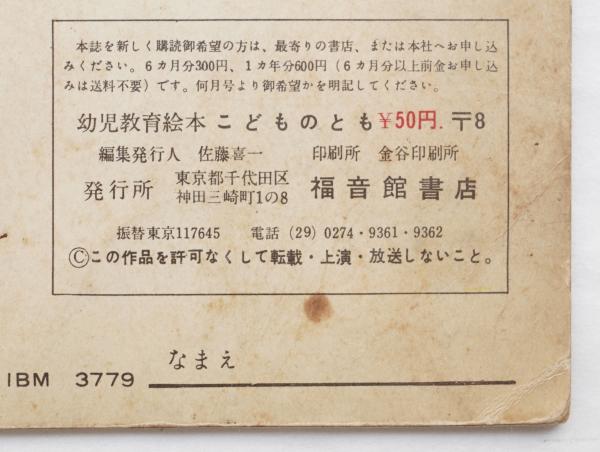 本誌を新しく購読御希望の方は、最寄りの書店、または本社へお申し込
みください。6カ月分300円、1カ年分600円（6カ月分以上前金お申し込
みは送料不要）です。何月号より御希望かを明記してください。
幼児教育絵本 こどものとも ¥50円. 〒8
編集発行人 佐藤喜一 印刷所 金谷印刷所
発行所 東京都千代田区神田三崎町1の8 福音館書店
振替東京117645 電話（29）0274・9361・9362
©この作品を許可なくして転載・上演・放送しないこと。
なまえ
IBM 3779